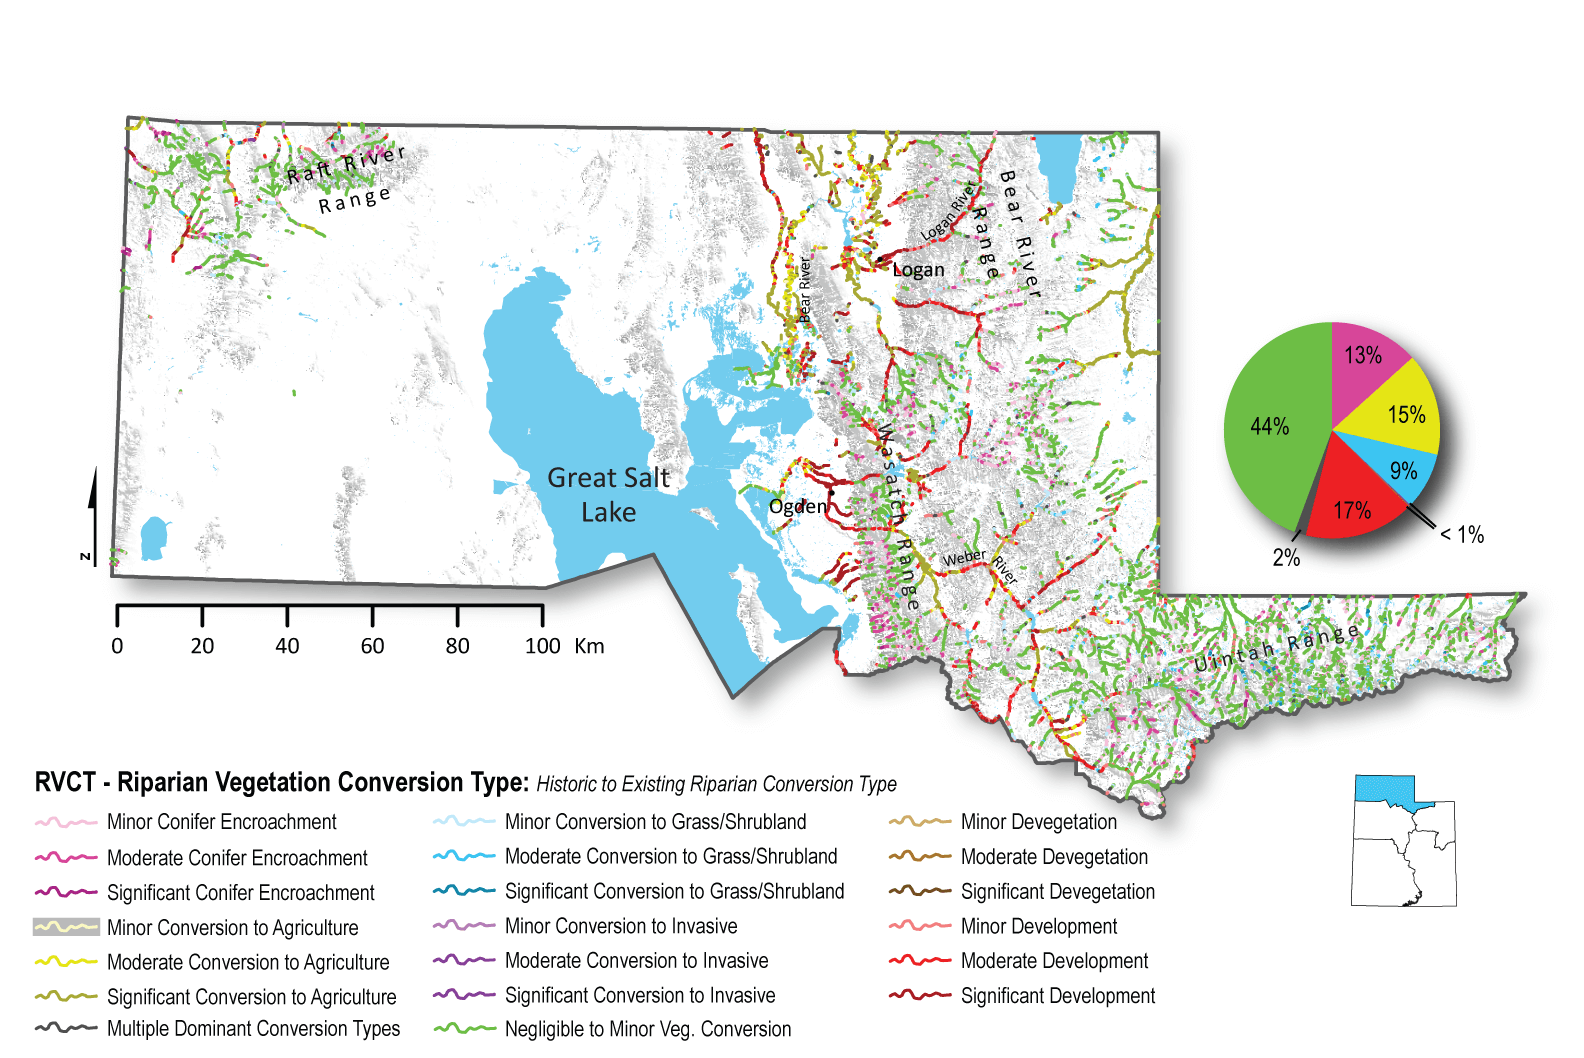 Raft River
Range
Logan River
Bear River
Range
Logan
Bear River
Great Salt
Lake
Ogden
Wasatch Range
Weber River
Uintah Range
13%
15%
9%
< 1%
17%
2%
44%
N
0 20 40 60 80 100 Km
RVCT - Riparian Vegetation Conversion Type: Historic to Existing Riparian Conversion Type
Minor Conifer Encroachment
Moderate Conifer Encroachment
Significant Conifer Encroachment
Minor Conversion to Agriculture
Moderate Conversion to Agriculture
Significant Conversion to Agriculture
Multiple Dominant Conversion Types
Minor Conversion to Grass/Shrubland
Moderate Conversion to Grass/Shrubland
Significant Conversion to Grass/Shrubland
Minor Conversion to Invasive
Moderate Conversion to Invasive
Significant Conversion to Invasive
Negligible to Minor Veg. Conversion
Minor Devegetation
Moderate Devegetation
Significant Devegetation
Minor Development
Moderate Development
Significant Development